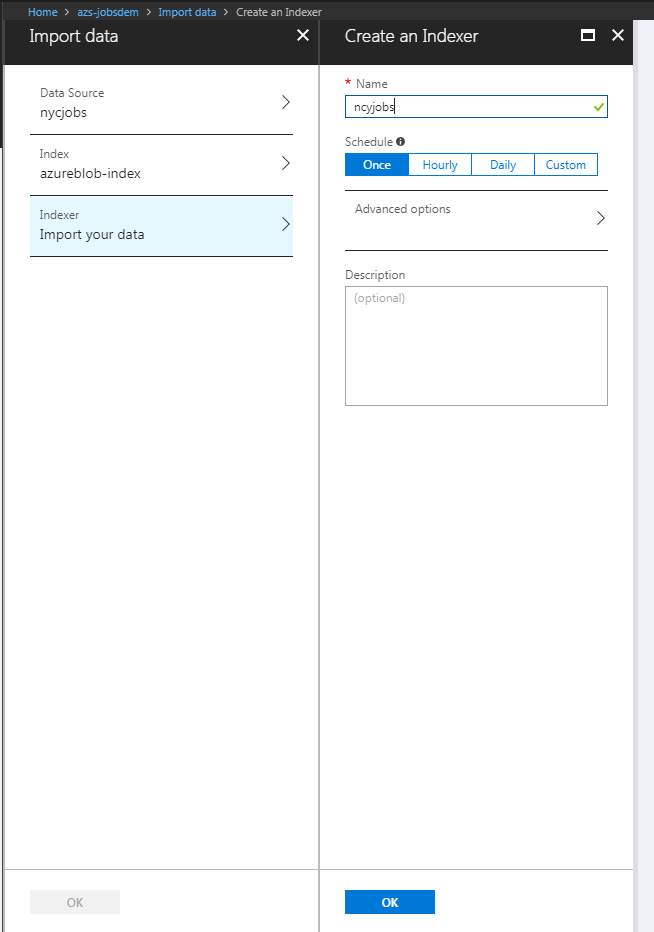 Home > azs-jobsdem > Import data > Create an Indexer
Import data
Data Source
nycjobs
Index
azureblob-index
Indexer
Import your data
OK
Create an Indexer
* Name
ncyjobs
Schedule
Once Hourly Daily Custom
Advanced options
Description
(optional)
OK